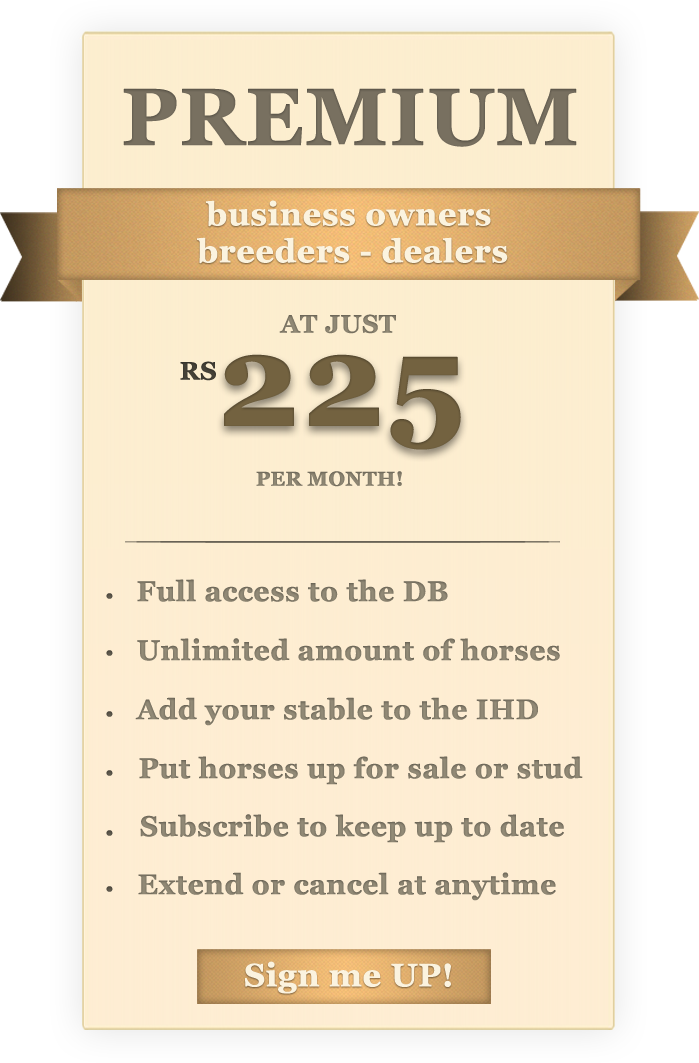 PREMIUM
business owners
breeders - dealers
AT JUST
RS 225
PER MONTH!
• Full access to the DB
• Unlimited amount of horses
• Add your stable to the IHD
• Put horses up for sale or stud
• Subscribe to keep up to date
• Extend or cancel at anytime
Sign me UP!